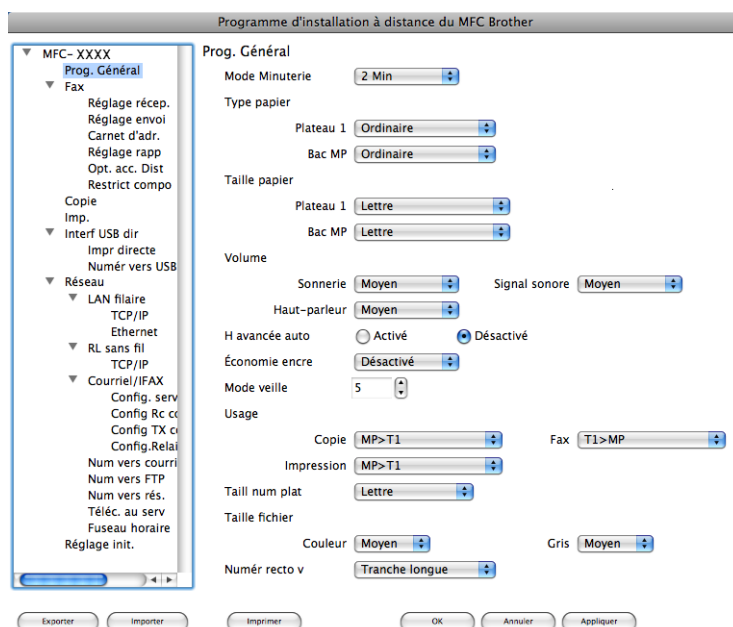 Programme d'installation à distance du MFC Brother
MFC- XXXX
Prog. Général
Fax
Réglage récep.
Réglage envoi
Carnet d'adr.
Réglage rapp
Opt. acc. Dist
Restrict compo
Copie
Imp.
Interf USB dir
Impr directe
Numér vers USB
Réseau
LAN filaire
TCP/IP
Ethernet
RL sans fil
TCP/IP
Courriel/IFAX
Config. serv
Config Rc co
Config TX co
Config.Relai
Num vers courri
Num vers FTP
Num vers rés.
Téléc. au serv
Fuseau horaire
Réglage init.
Prog. Général
Mode Minuterie 2 Min
Type papier
Plateau 1 Ordinaire
Bac MP Ordinaire
Taille papier
Plateau 1 Lettre
Bac MP Lettre
Volume
Sonnerie Moyen Signal sonore Moyen
Haut-parleur Moyen
H avancée auto Activé Désactivé
Économie encre Désactivé
Mode veille 5
Usage
Copie MP>T1 Fax T1>MP
Impression MP>T1
Taill num plat Lettre
Taille fichier
Couleur Moyen Gris Moyen
Numér recto v Tranche longue
Exporter Importer Imprimer OK Annuler Appliquer